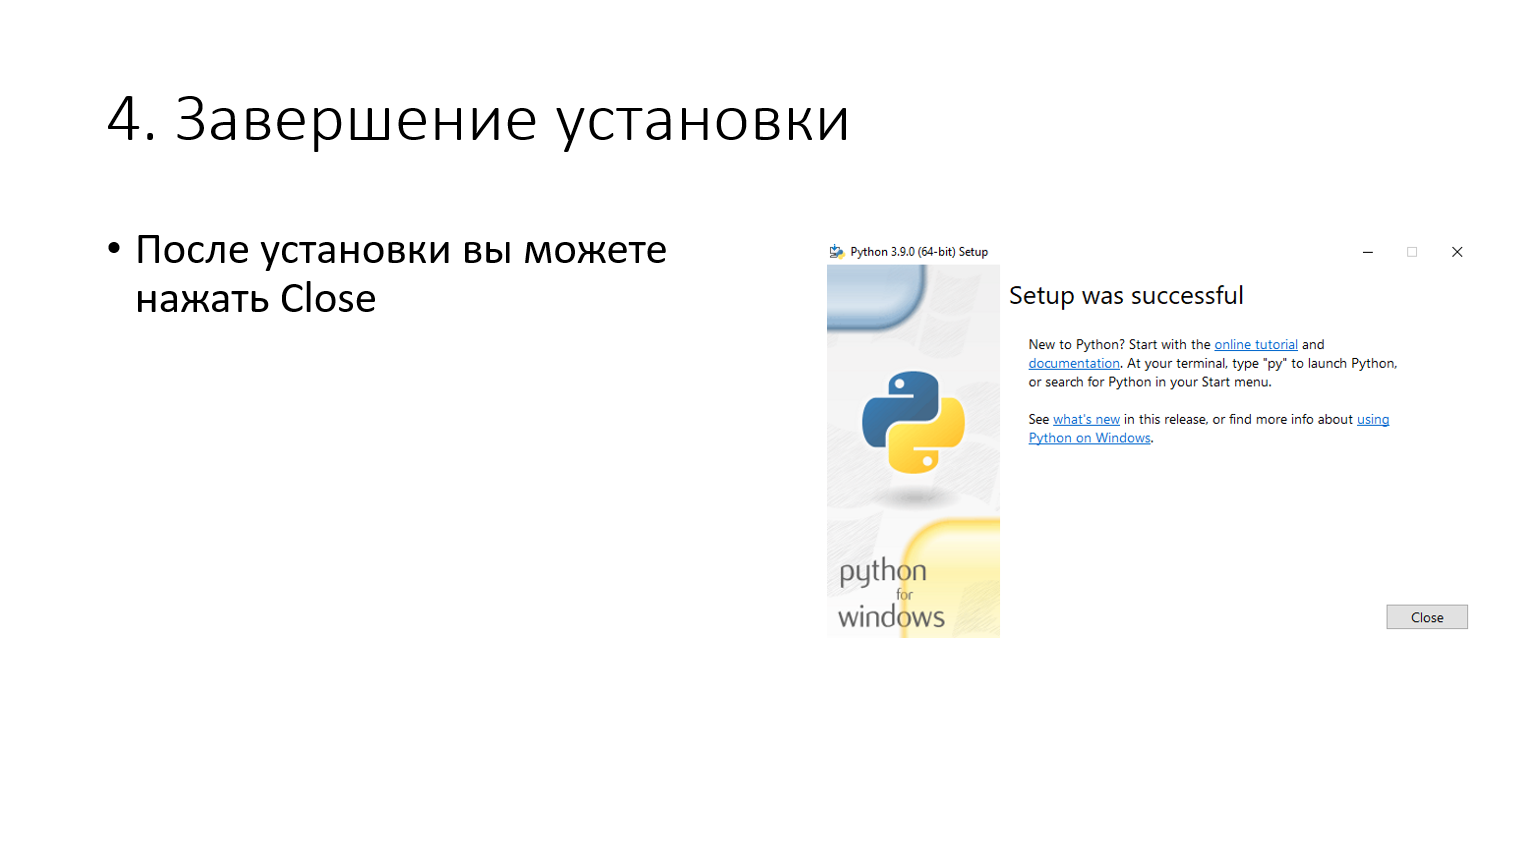 4. Завершение установки
• После установки вы можете
нажать Close
Python 3.9.0 (64-bit) Setup
Setup was successful
New to Python? Start with the online tutorial and
documentation. At your terminal, type "py" to launch Python,
or search for Python in your Start menu.
See what's new in this release, or find more info about using
Python on Windows.
python
for
windows
Close